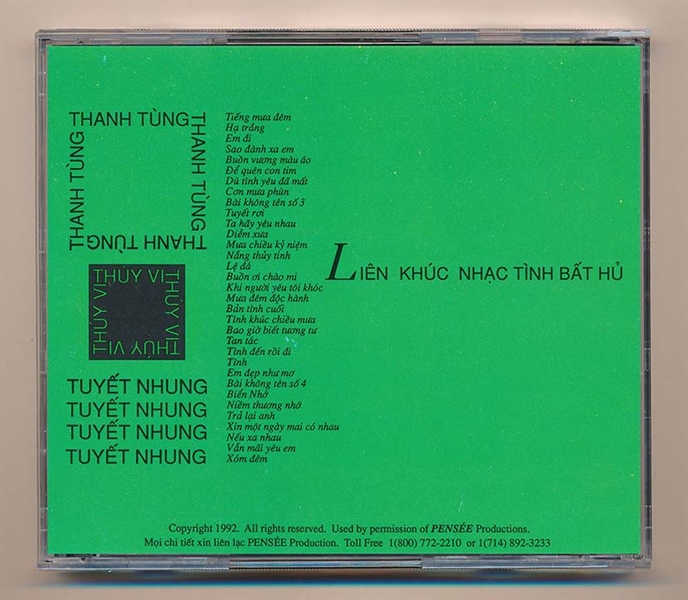 THANH TÙNG
THANH TÙNG
THANH TÙNG
THANH TÙNG
THÚY VI
THÚY VI
THÚY VI
THÚY VI
TUYẾT NHUNG
TUYẾT NHUNG
TUYẾT NHUNG
TUYẾT NHUNG
Tiếng mưa đêm
Hạ trắng
Em đi
Sao đành xa em
Buồn vương màu áo
Để quên con tim
Dù tình yêu đã mất
Cơn mưa phùn
Bài không tên số 3
Tuyết rơi
Ta hãy yêu nhau
Diễm xưa
Mưa chiều kỷ niệm
Nắng thủy tinh
Lệ đá
Buồn ơi chào mi
Khi người yêu tôi khóc
Mưa đêm độc hành
Bản tình cuối
Tình khúc chiều mưa
Bao giờ biết tương tư
Tan tác
Tình đến rồi đi
Tình
Em đẹp như mơ
Bài không tên số 4
Biển Nhớ
Niềm thương nhớ
Trả lại anh
Xin một ngày mai có nhau
Nếu xa nhau
Vẫn mãi yêu em
Xóm đêm
LIÊN KHÚC NHẠC TÌNH BẤT HỦ
Copyright 1992. All rights reserved. Used by permission of PENSÉE Productions.
Mọi chi tiết xin liên lạc PENSÉE Production. Toll Free 1(800) 772-2210 or 1(714) 892-3233